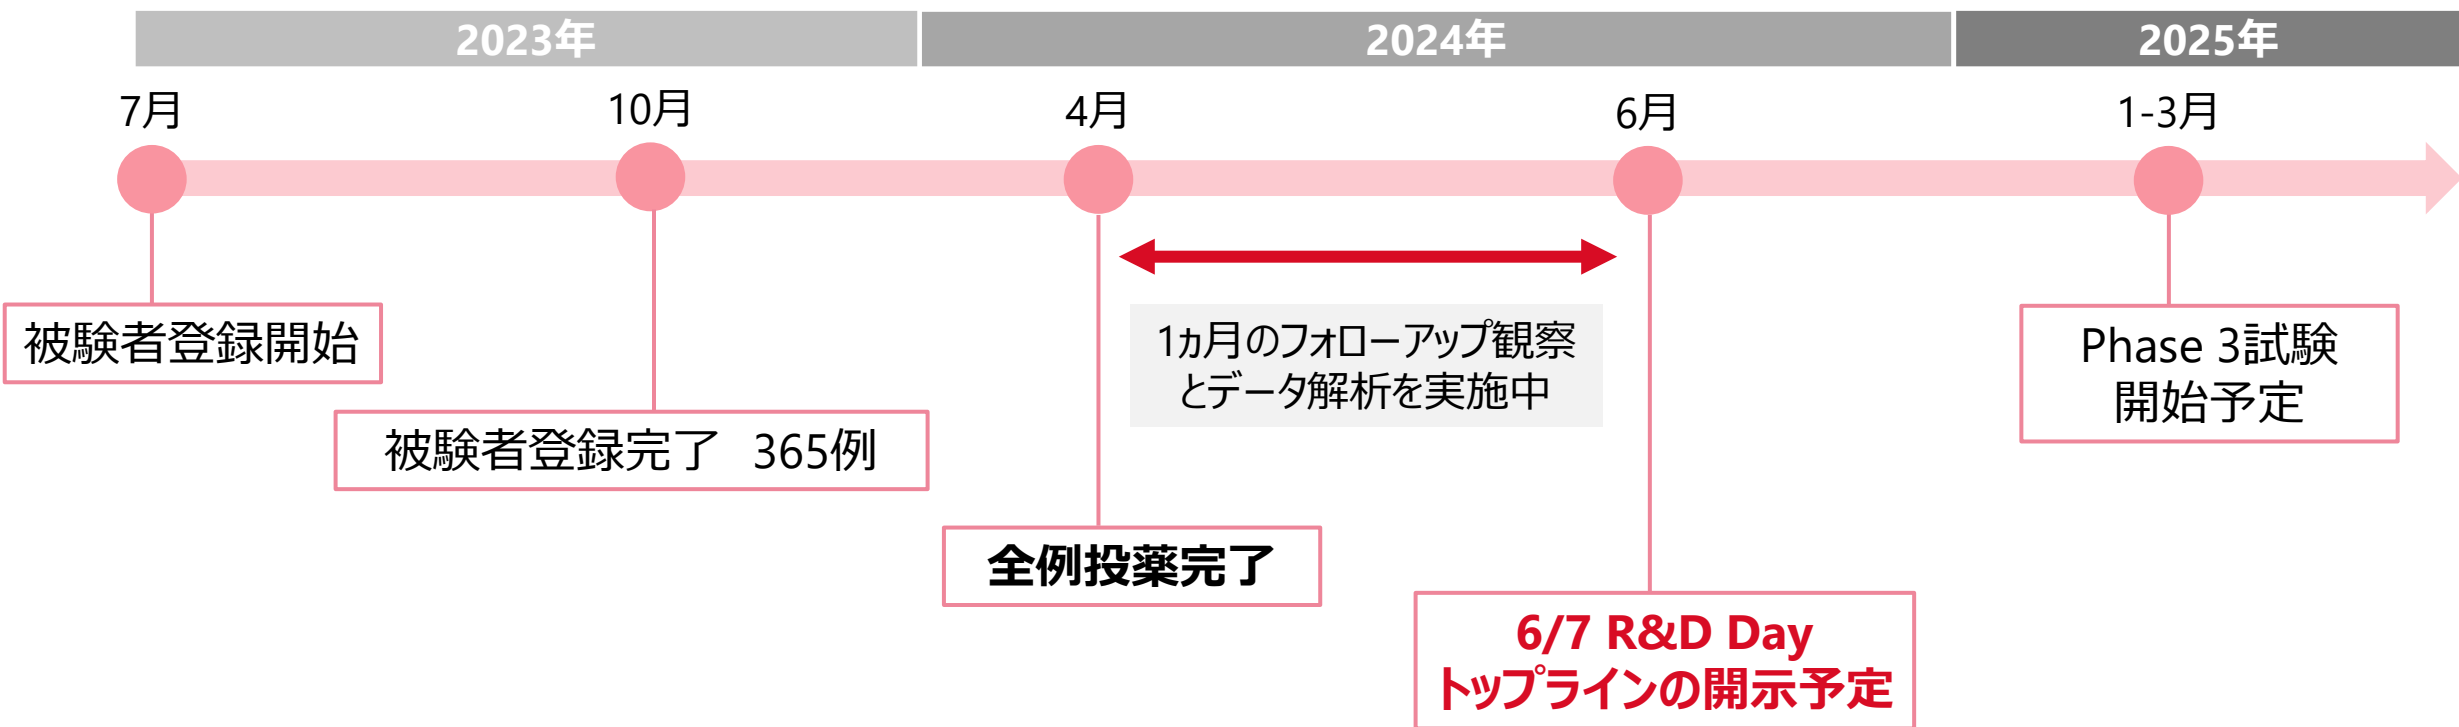 2023年
2024年
2025年
7月
10月
4月
6月
1-3月
被験者登録開始
被験者登録完了 365例
全例投薬完了
1ヵ月のフォローアップ観察
とデータ解析を実施中
6/7 R&D Day
トップラインの開示予定
Phase 3試験
開始予定